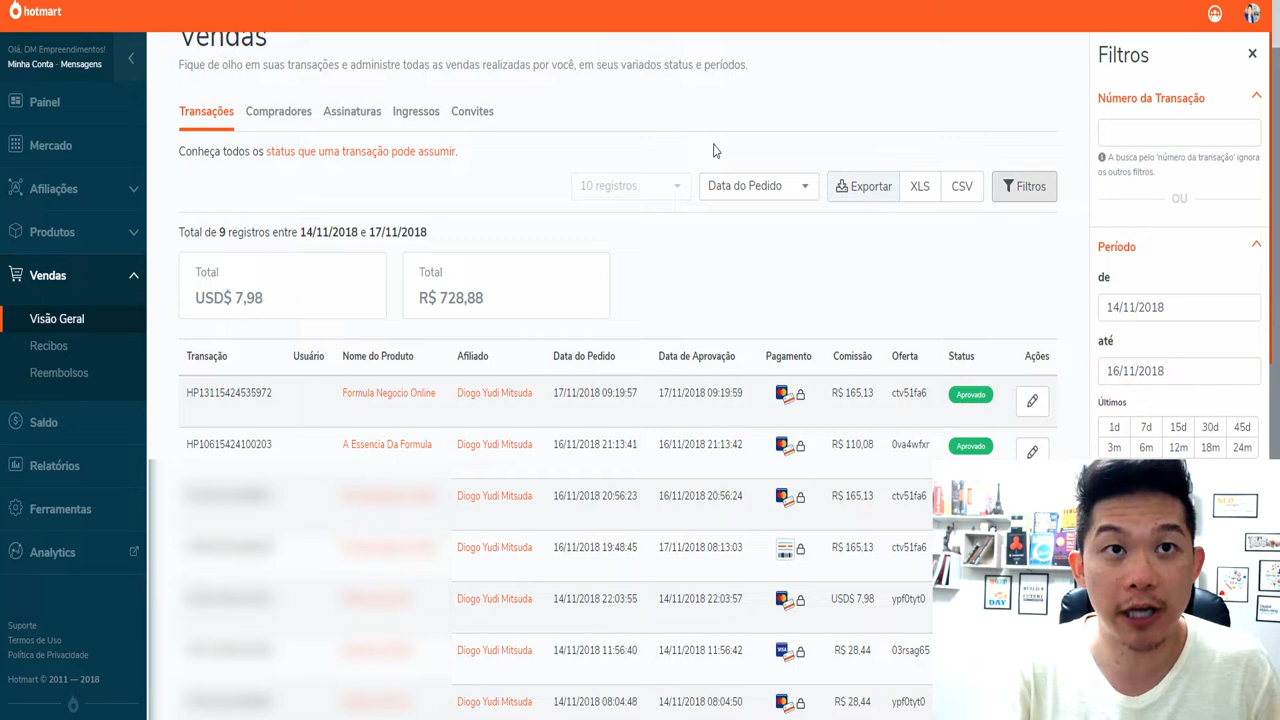 hotmart
Olá, DM Empreendimentos!
Minha Conta - Mensagens
Painel
Mercado
Afiliações
Produtos
Vendas
Visão Geral
Recibos
Reembolsos
Saldo
Relatórios
Ferramentas
Analytics
Suporte
Termos de Uso
Política de Privacidade
Hotmart © 2011 — 2018
Vendas
Fique de olho em suas transações e administre todas as vendas realizadas por você, em seus variados status e períodos.
Transações Compradores Assinaturas Ingressos Convites
Conheça todos os status que uma transação pode assumir.
10 registros Data do Pedido Exportar XLS CSV Filtros
Total de 9 registros entre 14/11/2018 e 17/11/2018
Total
USD$ 7,98
Total
R$ 728,88
Transação Usuário Nome do Produto Afiliado Data do Pedido Data de Aprovação Pagamento Comissão Oferta Status Ações
HP13115424535972 Formula Negocio Online Diogo Yudi Mitsuda 17/11/2018 09:19:57 17/11/2018 09:19:59 R$ 165,13 ctv51fa6 Aprovado
HP10615424100203 A Essencia Da Formula Diogo Yudi Mitsuda 16/11/2018 21:13:41 16/11/2018 21:13:42 R$ 110,08 0va4wfxr Aprovado
Diogo Yudi Mitsuda 16/11/2018 20:56:23 16/11/2018 20:56:24 R$ 165,13 ctv51fa6
Diogo Yudi Mitsuda 16/11/2018 19:48:45 17/11/2018 08:13:03 R$ 165,13 ctv51fa6
Diogo Yudi Mitsuda 14/11/2018 22:03:55 14/11/2018 22:03:57 USD$ 7,98 ypf0tyt0
Diogo Yudi Mitsuda 14/11/2018 11:56:40 14/11/2018 11:56:42 R$ 28,44 03rsag65
Diogo Yudi Mitsuda 14/11/2018 08:04:48 14/11/2018 08:04:50 R$ 28,44 ypf0tyt0
Filtros
Número da Transação
A busca pelo 'número da transação' ignora
os outros filtros.
OU
Período
de
14/11/2018
até
16/11/2018
Últimos
1d 7d 15d 30d 45d
3m 6m 12m 18m 24m